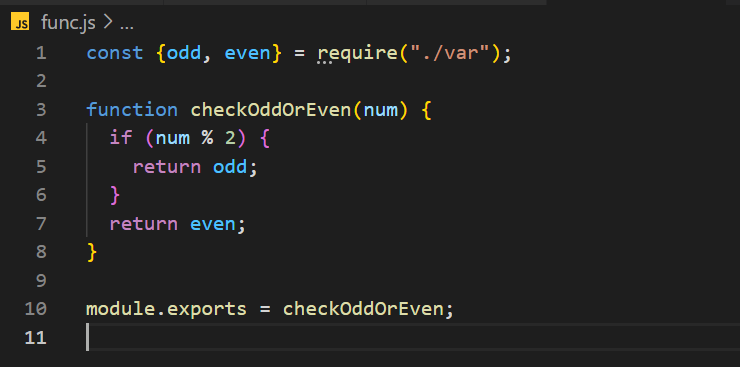 JS func.js > ...
1 const {odd, even} = require("./var");
2
3 function checkOddOrEven(num) {
4   if (num % 2) {
5     return odd;
6   }
7   return even;
8 }
9
10 module.exports = checkOddOrEven;
11